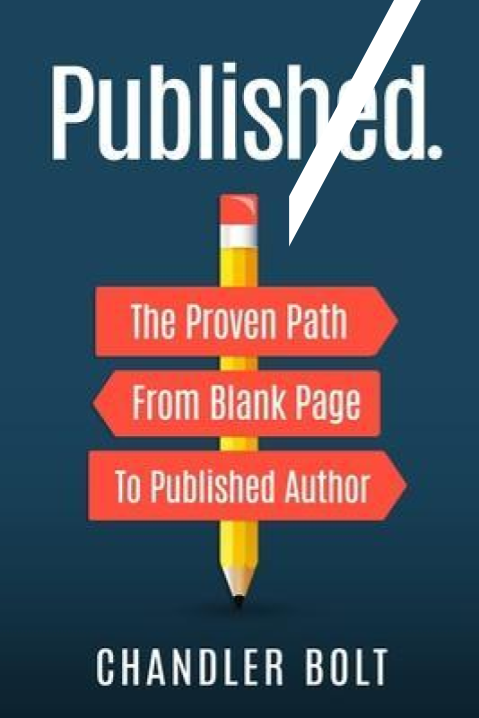 Published.
The Proven Path
From Blank Page
To Published Author
CHANDLER BOLT